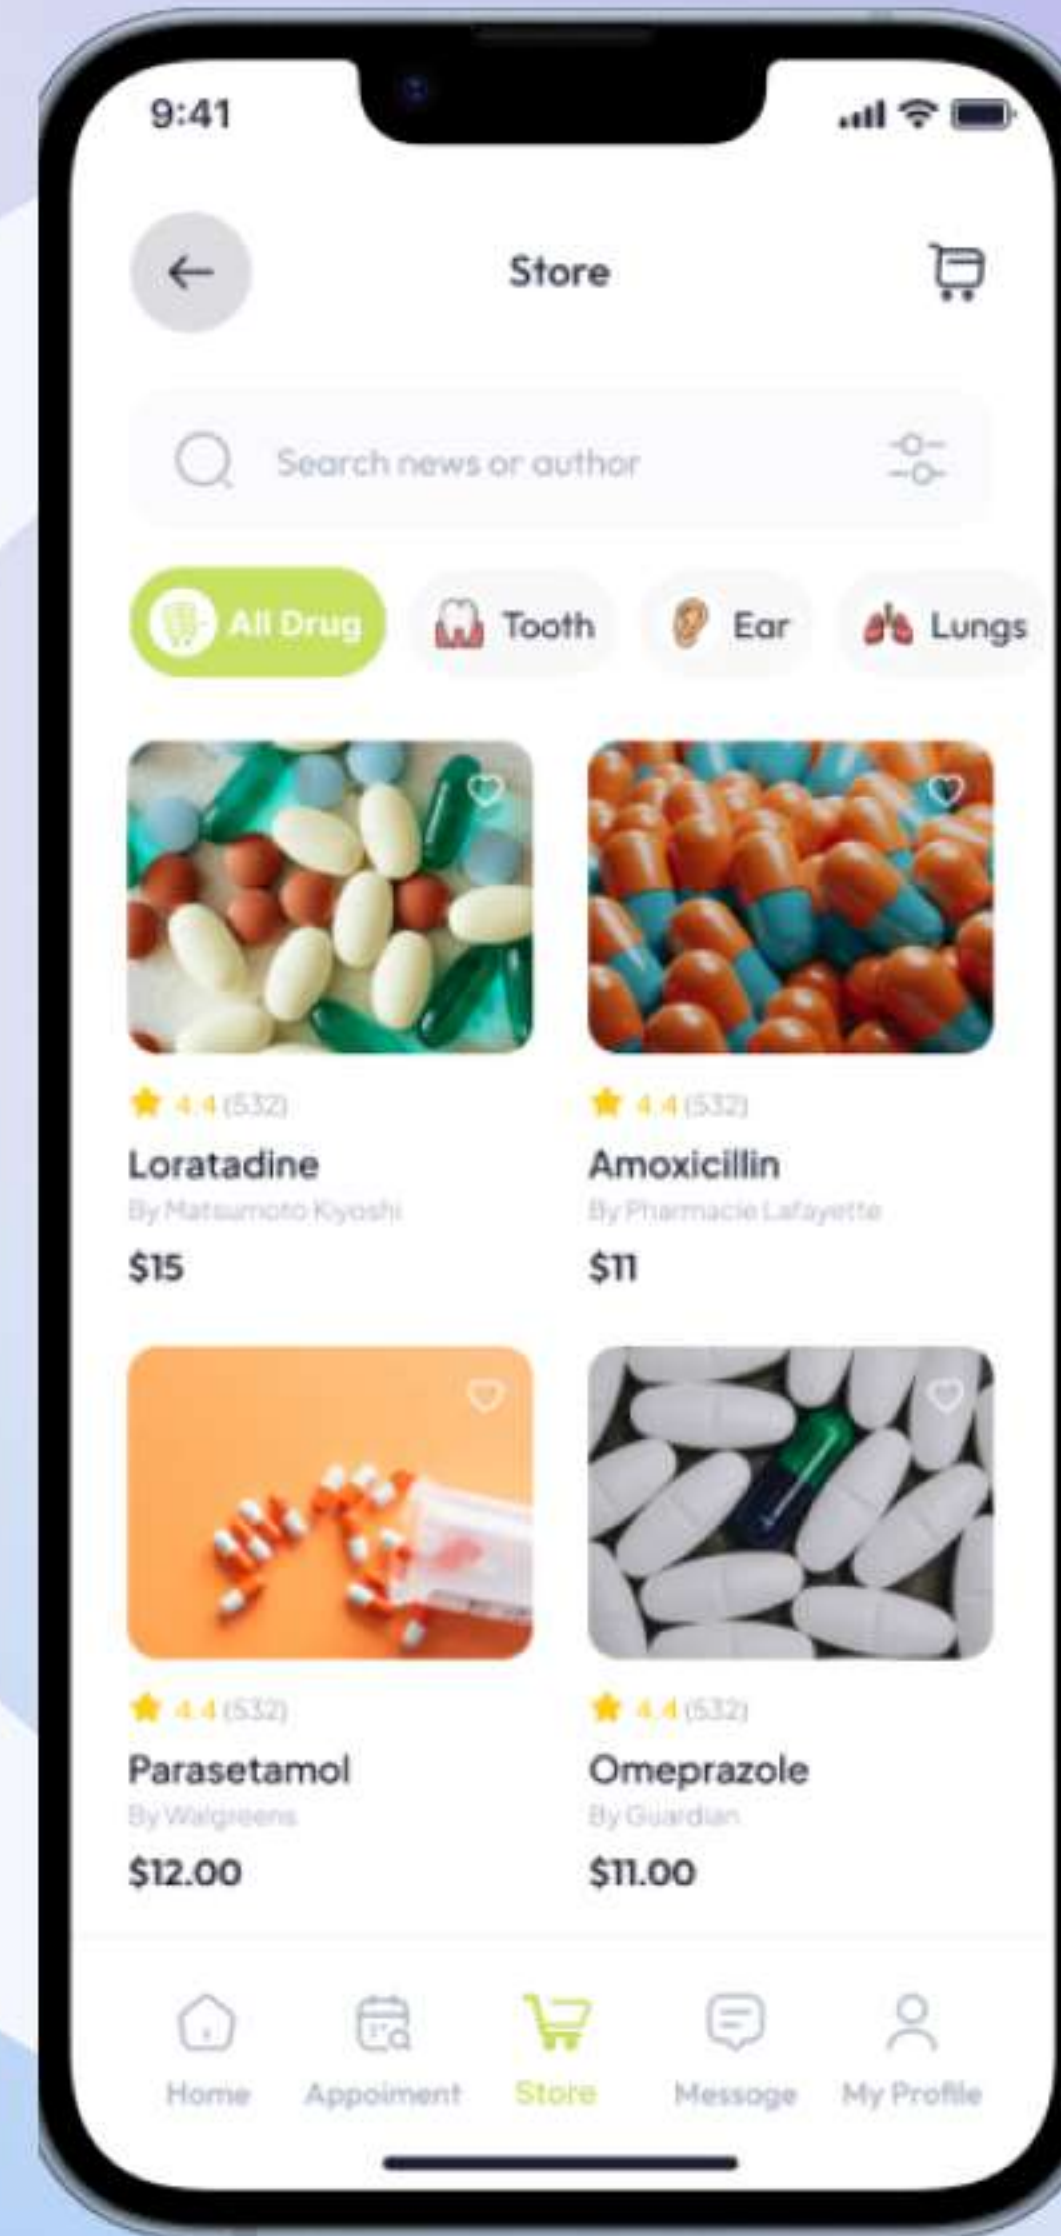 9:41
Store
Search news or author
All Drug
Tooth
Ear
Lungs
4.4 (532)
4.4 (532)
Loratadine
Amoxicillin
By Matsumoto Kiyoshi
By Pharmacie Lafayette
$15
$11
4.4 (532)
4.4 (532)
Parasetamol
Omeprazole
By Walgreens
By Guardian
$12.00
$11.00
Home
Appoiment
Store
Message
My Profile